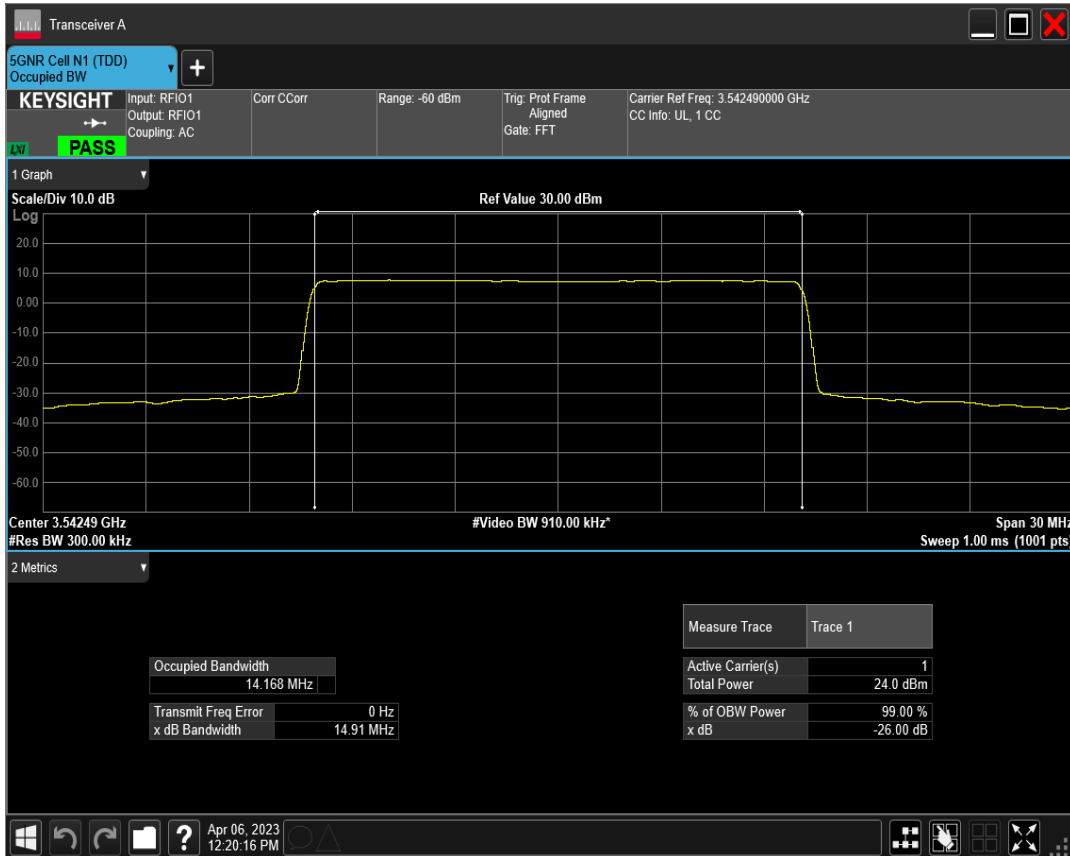 Transceiver A
5GNR Cell N1 (TDD)
Occupied BW
+
KEYSIGHT
LXI
PASS
Input: RFIO1
Output: RFIO1
Coupling: AC
Corr CCorr
Range: -60 dBm
Trig: Prot Frame
Aligned
Gate: FFT
Carrier Ref Freq: 3.542490000 GHz
CC Info: UL, 1 CC
1 Graph
Scale/Div 10.0 dB
Ref Value 30.00 dBm
Log
20.0
10.0
0.00
-10.0
-20.0
-30.0
-40.0
-50.0
-60.0
Center 3.54249 GHz
#Video BW 910.00 kHz*
Span 30 MHz
#Res BW 300.00 kHz
Sweep 1.00 ms (1001 pts)
2 Metrics
Measure Trace Trace 1
Occupied Bandwidth
14.168 MHz
Active Carrier(s) 1
Total Power 24.0 dBm
Transmit Freq Error 0 Hz
x dB Bandwidth 14.91 MHz
% of OBW Power 99.00 %
x dB -26.00 dB
?
Apr 06, 2023
12:20:16 PM